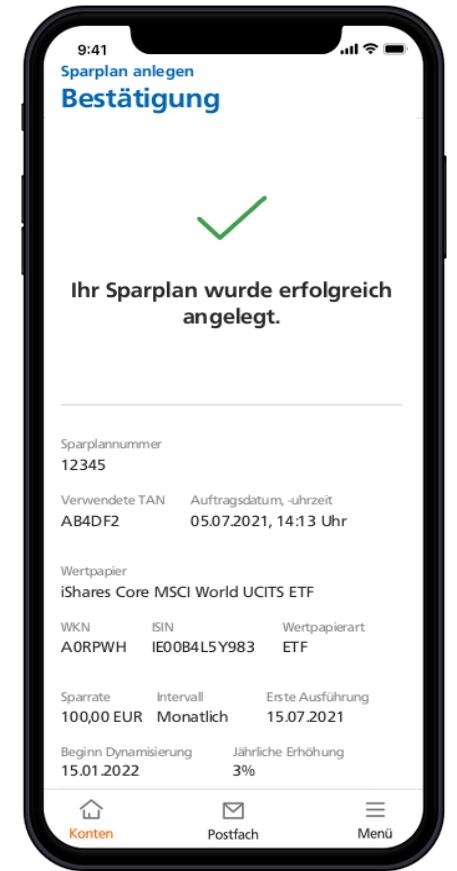 9:41
Sparplan anlegen
Bestätigung
Ihr Sparplan wurde erfolgreich
angelegt.
Sparplannummer
12345
Verwendete TAN Auftragsdatum, -uhrzeit
AB4DF2 05.07.2021, 14:13 Uhr
Wertpapier
iShares Core MSCI World UCITS ETF
WKN ISIN Wertpapierart
A0RPWH IE00B4L5Y983 ETF
Sparrate Intervall Erste Ausführung
100,00 EUR Monatlich 15.07.2021
Beginn Dynamisierung Jährliche Erhöhung
15.01.2022 3%
Konten Postfach Menü